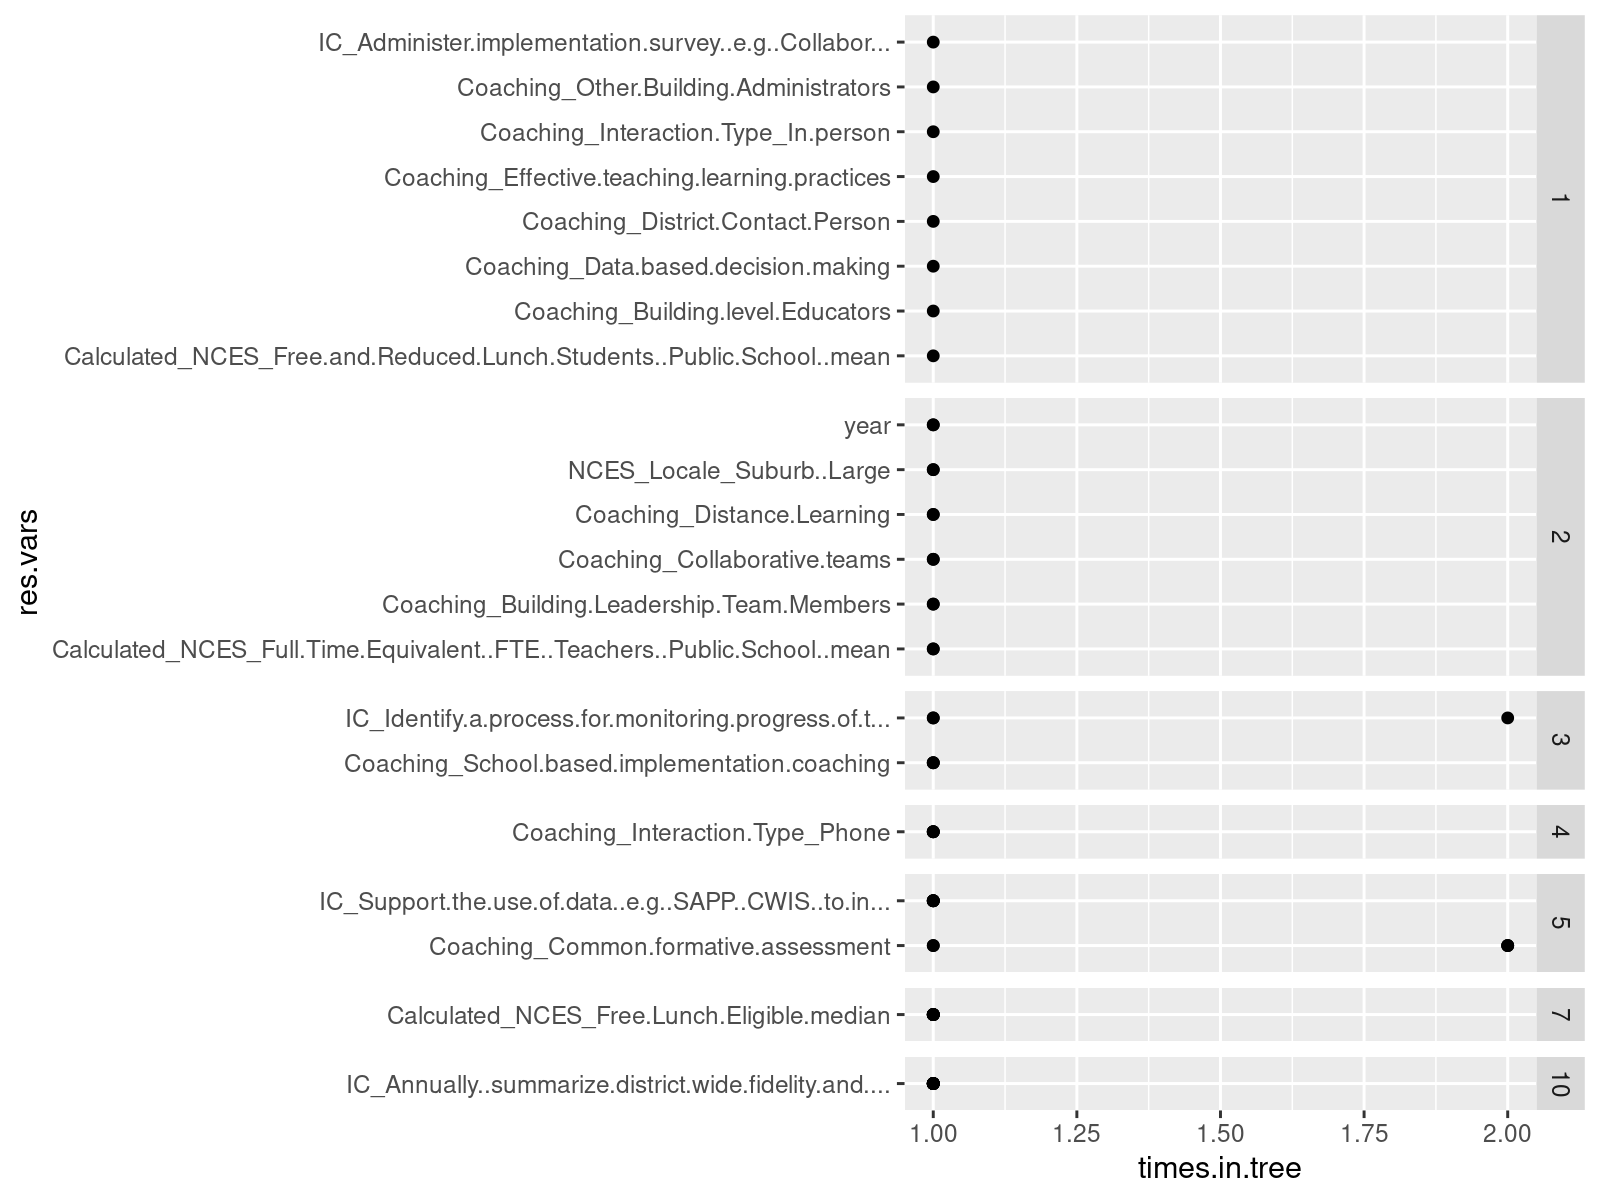 IC_Administer.implementation.survey..e.g..Collabor...
Coaching_Other.Building.Administrators
Coaching_Interaction.Type_In.person
Coaching_Effective.teaching.learning.practices
Coaching_District.Contact.Person
Coaching_Data.based.decision.making
Coaching_Building.level.Educators
Calculated_NCES_Free.and.Reduced.Lunch.Students..Public.School..mean
1
year
NCES_Locale_Suburb..Large
Coaching_Distance.Learning
Coaching_Collaborative.teams
Coaching_Building.Leadership.Team.Members
Calculated_NCES_Full.Time.Equivalent..FTE..Teachers..Public.School..mean
2
IC_Identify.a.process.for.monitoring.progress.of.t...
Coaching_School.based.implementation.coaching
3
Coaching_Interaction.Type_Phone
4
IC_Support.the.use.of.data..e.g..SAPP..CWIS..to.in...
Coaching_Common.formative.assessment
5
Calculated_NCES_Free.Lunch.Eligible.median
7
IC_Annually..summarize.district.wide.fidelity.and....
10
res.vars
1.00 1.25 1.50 1.75 2.00
times.in.tree